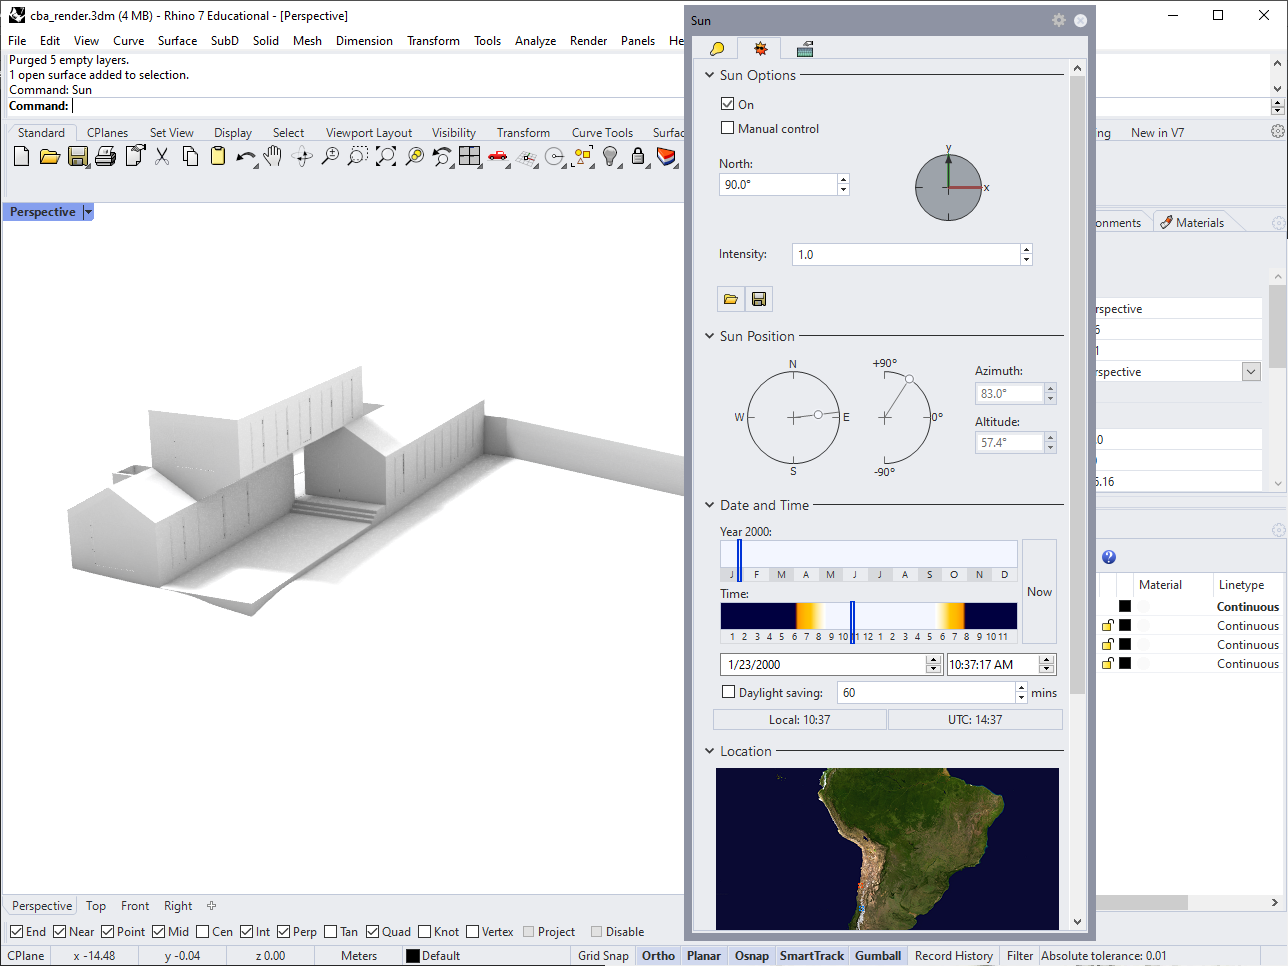 cba_render.3dm (4 MB) - Rhino 7 Educational - [Perspective]
File Edit View Curve Surface SubD Solid Mesh Dimension Transform Tools Analyze Render Panels He
Purged 5 empty layers.
1 open surface added to selection.
Command: Sun
Command:
Standard CPlanes Set View Display Select Viewport Layout Visibility Transform Curve Tools Surfac
ing New in V7
Perspective
Sun
Sun Options
On
Manual control
North:
90.0°
y
x
Intensity: 1.0
Sun Position
N
W E
S
+90°
0°
-90°
Azimuth:
83.0°
Altitude:
57.4°
Date and Time
Year 2000:
J F M A M J J A S O N D
Now
Time:
1 2 3 4 5 6 7 8 9 10 11 12 1 2 3 4 5 6 7 8 9 10 11
1/23/2000 10:37:17 AM
Daylight saving: 60 mins
Local: 10:37 UTC: 14:37
Location
onments Materials
rspective
6
1
rspective
.0
5.16
Material Linetype
Continuous
Continuous
Continuous
Continuous
Perspective Top Front Right
End Near Point Mid Cen Int Perp Tan Quad Knot Vertex Project Disable
CPlane x -14.48 y -0.04 z 0.00 Meters Default Grid Snap Ortho Planar Osnap SmartTrack Gumball Record History Filter Absolute tolerance: 0.01